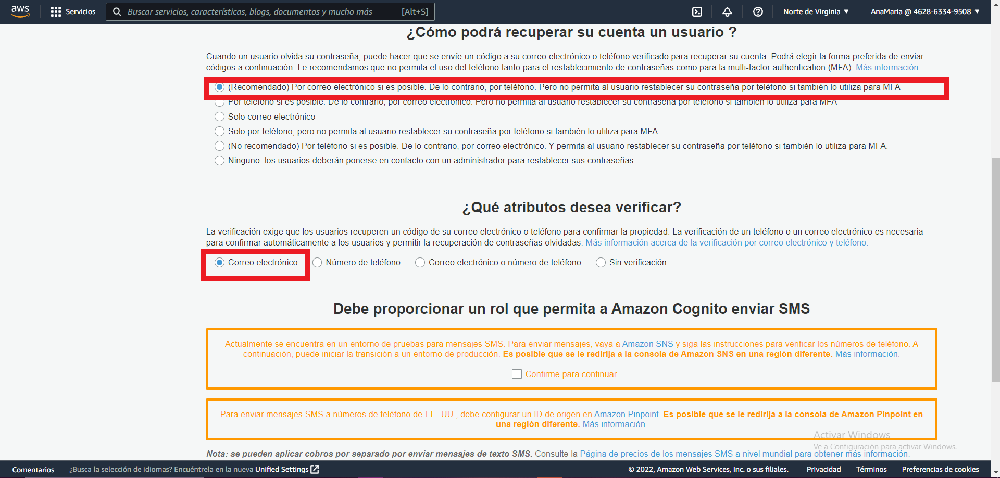 aws
Servicios
Buscar servicios, características, blogs, documentos y mucho más [Alt+S]
Norte de Virginia ▼
AnaMaria @ 4628-6334-9508 ▼
¿Cómo podrá recuperar su cuenta un usuario ?
Cuando un usuario olvida su contraseña, puede hacer que se envíe un código a su correo electrónico o teléfono verificado para recuperar su cuenta. Podrá elegir la forma preferida de enviar
códigos a continuación. Le recomendamos que no permita el uso del teléfono tanto para el restablecimiento de contraseñas como para la multi-factor authentication (MFA). Más información.
(Recomendado) Por correo electrónico si es posible. De lo contrario, por teléfono. Pero no permita al usuario restablecer su contraseña por teléfono si también lo utiliza para MFA
Por teléfono si es posible. De lo contrario, por correo electrónico. Pero no permita al usuario restablecer su contraseña por teléfono si también lo utiliza para MFA
Solo correo electrónico
Solo por teléfono, pero no permita al usuario restablecer su contraseña por teléfono si también lo utiliza para MFA
(No recomendado) Por teléfono si es posible. De lo contrario, por correo electrónico. Y permita al usuario restablecer su contraseña por teléfono si también lo utiliza para MFA.
Ninguno: los usuarios deberán ponerse en contacto con un administrador para restablecer sus contraseñas
¿Qué atributos desea verificar?
La verificación exige que los usuarios recuperen un código de su correo electrónico o teléfono para confirmar la propiedad. La verificación de un teléfono o un correo electrónico es necesaria
para confirmar automáticamente a los usuarios y permitir la recuperación de contraseñas olvidadas. Más información acerca de la verificación por correo electrónico y teléfono.
Correo electrónico
Número de teléfono
Correo electrónico o número de teléfono
Sin verificación
Debe proporcionar un rol que permita a Amazon Cognito enviar SMS
Actualmente se encuentra en un entorno de pruebas para mensajes SMS. Para enviar mensajes, vaya a Amazon SNS y siga las instrucciones para verificar los números de teléfono. A
continuación, puede iniciar la transición a un entorno de producción. Es posible que se le redirija a la consola de Amazon SNS en una región diferente. Más información.
Confirme para continuar
Para enviar mensajes SMS a números de teléfono de EE. UU., debe configurar un ID de origen en Amazon Pinpoint. Es posible que se le redirija a la consola de Amazon Pinpoint en
una región diferente. Más información.
Activar Windows
Ve a Configuración para activar Windows.
Nota: se pueden aplicar cobros por separado por enviar mensajes de texto SMS. Consulte la Página de precios de los mensajes SMS a nivel mundial para obtener más información.
Comentarios
¿Busca la selección de idiomas? Encuéntrela en la nueva Unified Settings
© 2022, Amazon Web Services, Inc. o sus filiales.
Privacidad
Términos
Preferencias de cookies